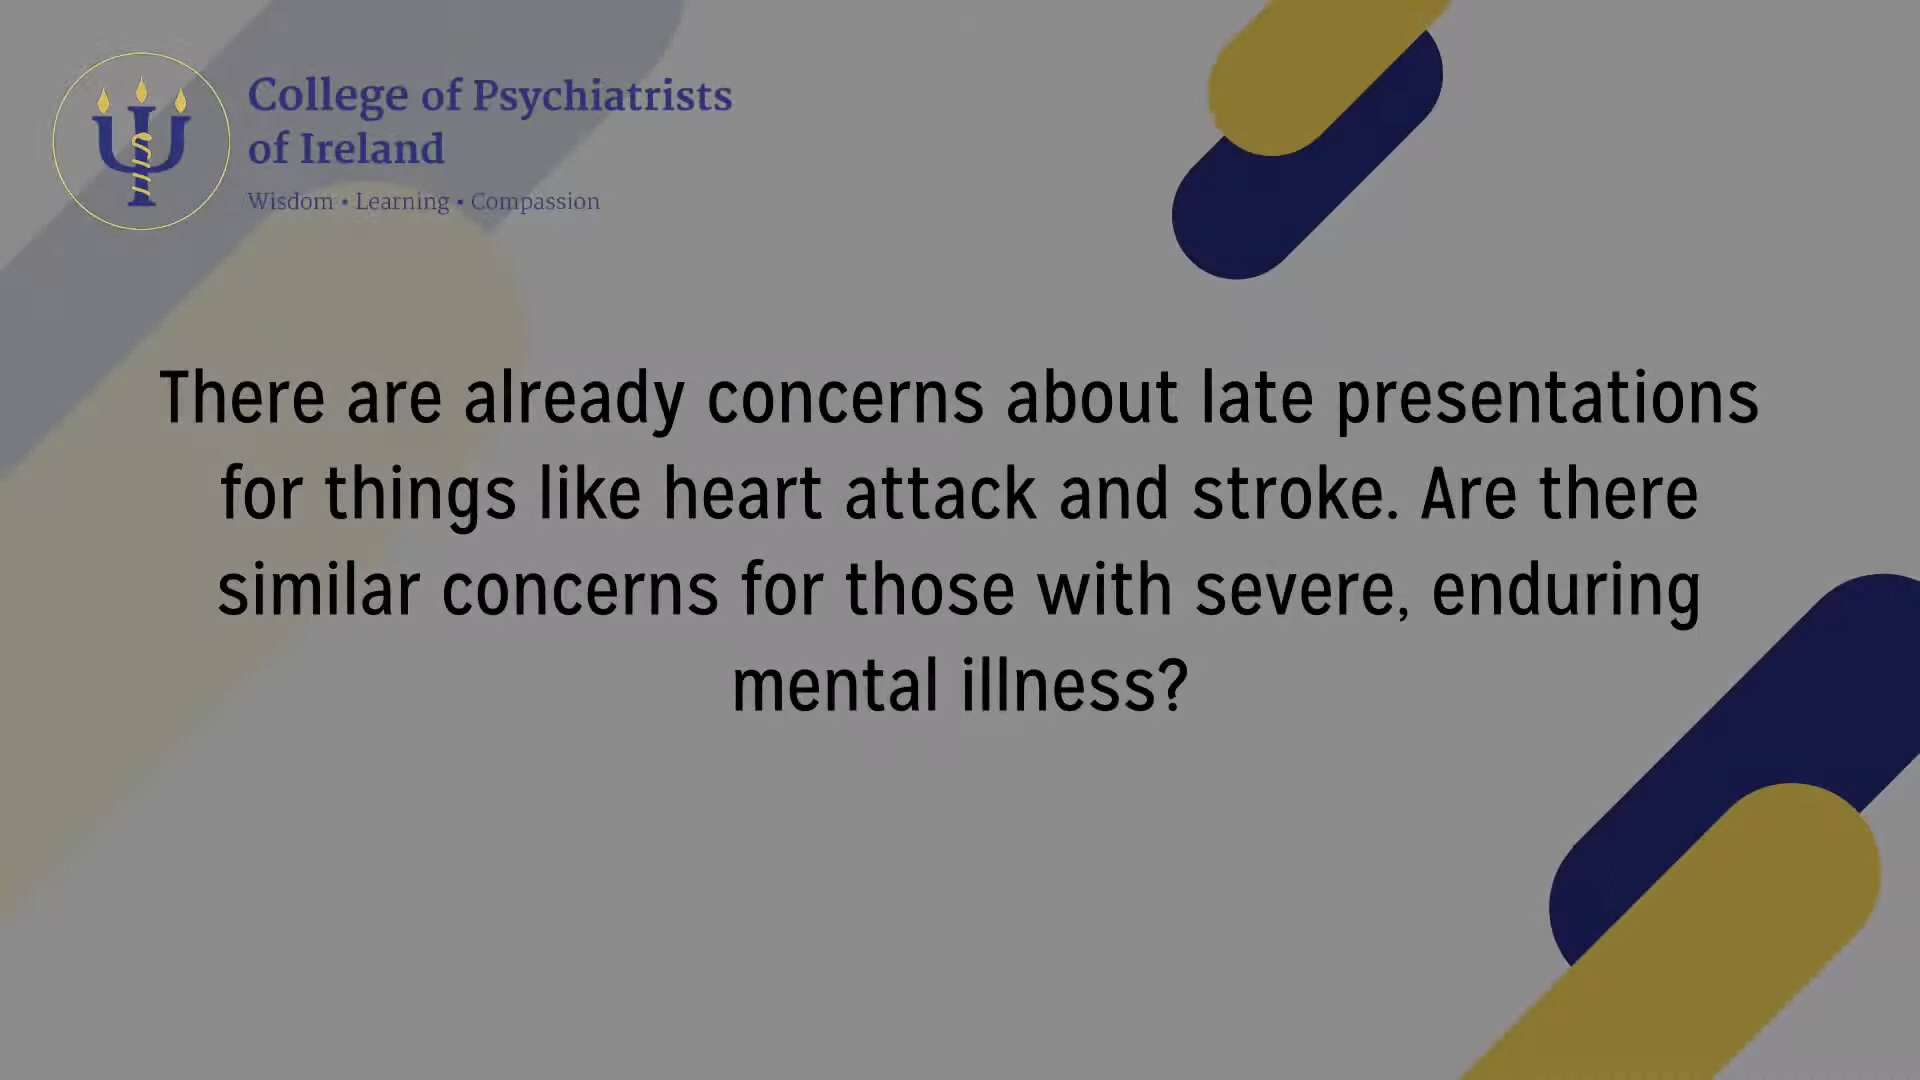 College of Psychiatrists
of Ireland
Wisdom • Learning • Compassion
There are already concerns about late presentations
for things like heart attack and stroke. Are there
similar concerns for those with severe, enduring
mental illness?